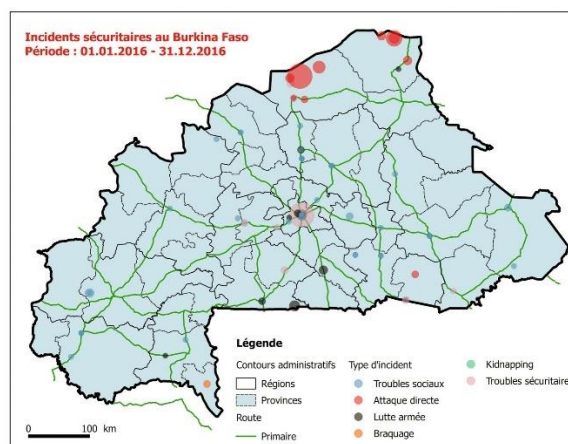 Incidents sécuritaires au Burkina Faso
Période : 01.01.2016 - 31.12.2016
Légende
Contours administratifs
Régions
Provinces
Route
Primaire
Type d'incident
Troubles sociaux
Attaque directe
Lutte armée
Braquage
Kidnapping
Troubles sécuritaire
0 100 km